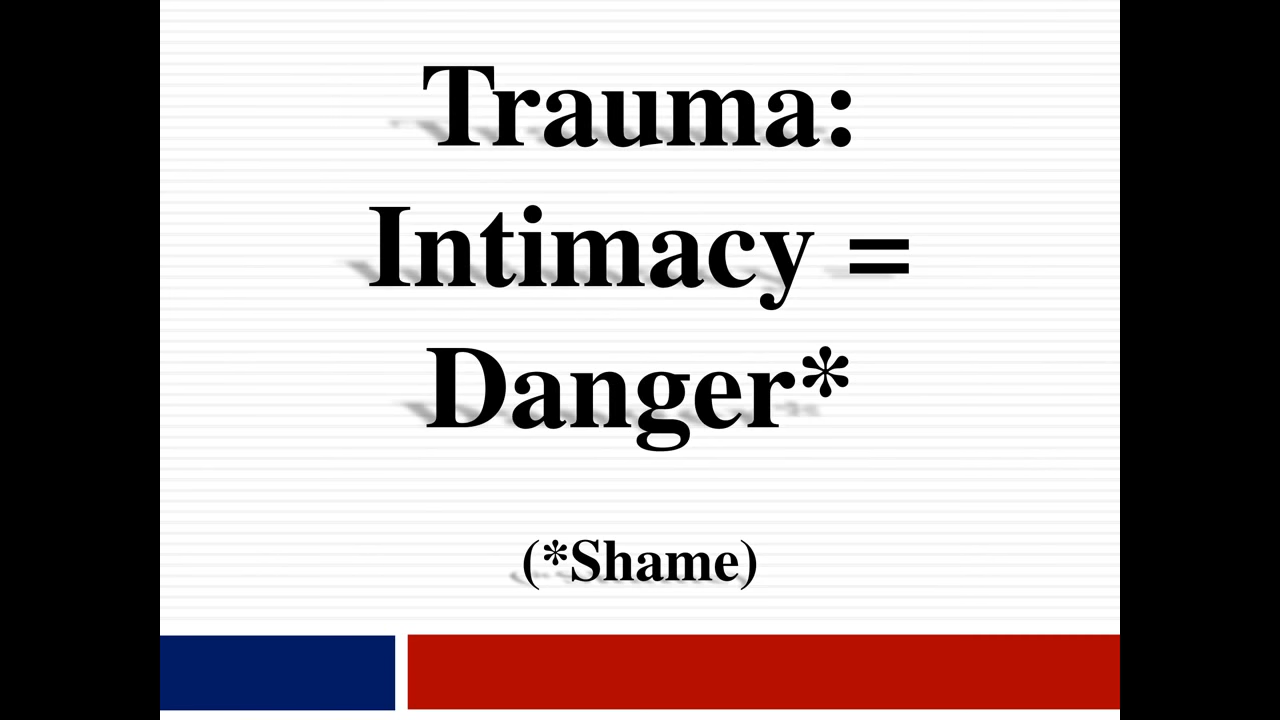 Trauma:
Intimacy =
Danger*
(*Shame)